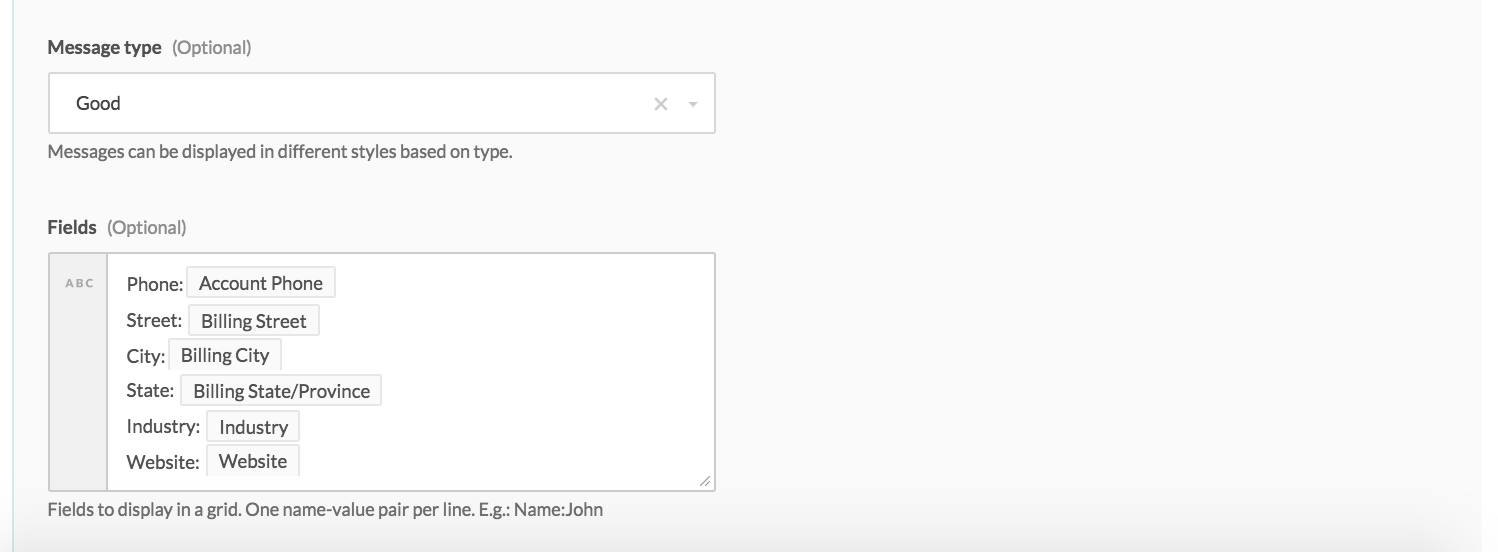 Message type (Optional)
Good
Messages can be displayed in different styles based on type.
Fields (Optional)
ABC
Phone: Account Phone
Street: Billing Street
City: Billing City
State: Billing State/Province
Industry: Industry
Website: Website
Fields to display in a grid. One name-value pair per line. E.g.: Name:John